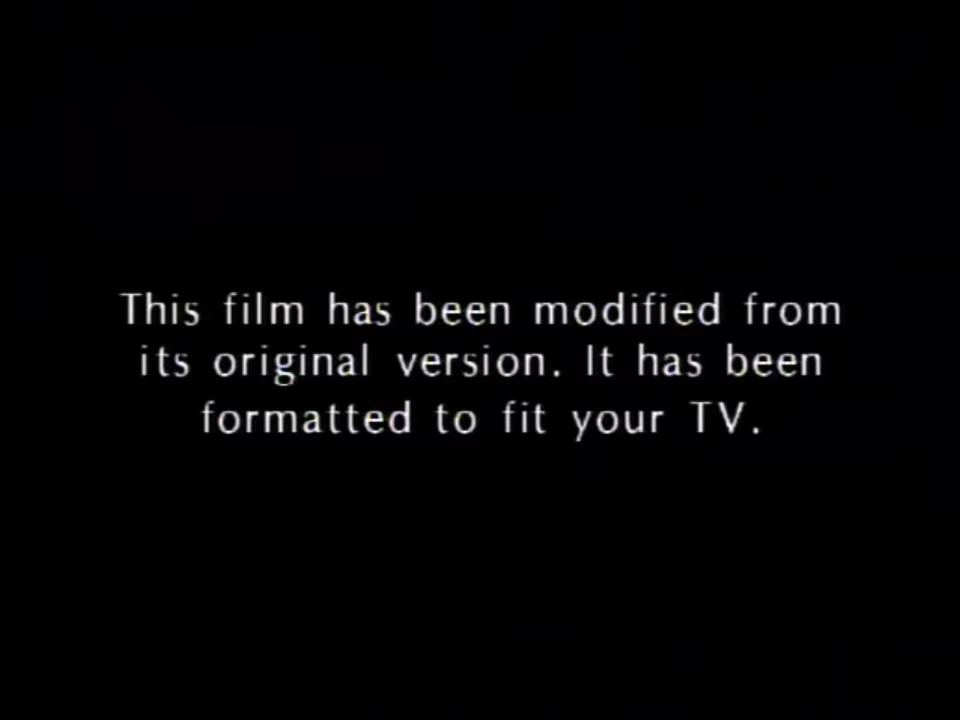 This film has been modified from
its original version. It has been
formatted to fit your TV.